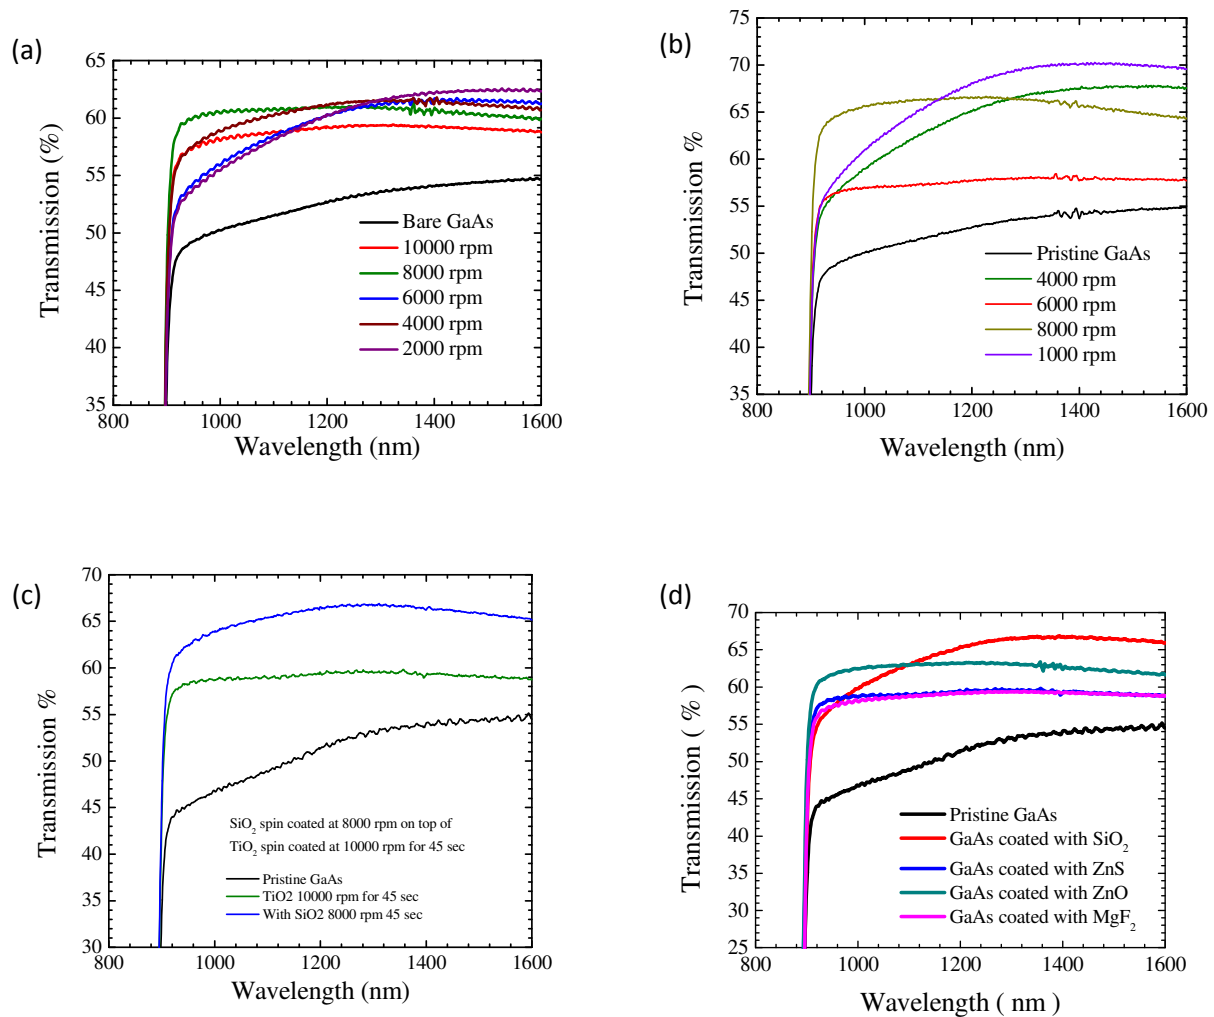 (a)
65
60
55
50
45
40
35
Transmission (%)
Bare GaAs
10000 rpm
8000 rpm
6000 rpm
4000 rpm
2000 rpm
800 1000 1200 1400 1600
Wavelength (nm)
(b)
75
70
65
60
55
50
45
40
35
Transmission %
Pristine GaAs
4000 rpm
6000 rpm
8000 rpm
1000 rpm
800 1000 1200 1400 1600
Wavelength (nm)
(c)
70
65
60
55
50
45
40
35
30
Transmission %
SiO2 spin coated at 8000 rpm on top of
TiO2 spin coated at 10000 rpm for 45 sec
Pristine GaAs
TiO2 10000 rpm for 45 sec
With SiO2 8000 rpm 45 sec
800 1000 1200 1400 1600
Wavelength (nm)
(d)
70
65
60
55
50
45
40
35
30
25
Transmission ( %)
Pristine GaAs
GaAs coated with SiO2
GaAs coated with ZnS
GaAs coated with ZnO
GaAs coated with MgF2
800 1000 1200 1400 1600
Wavelength ( nm )